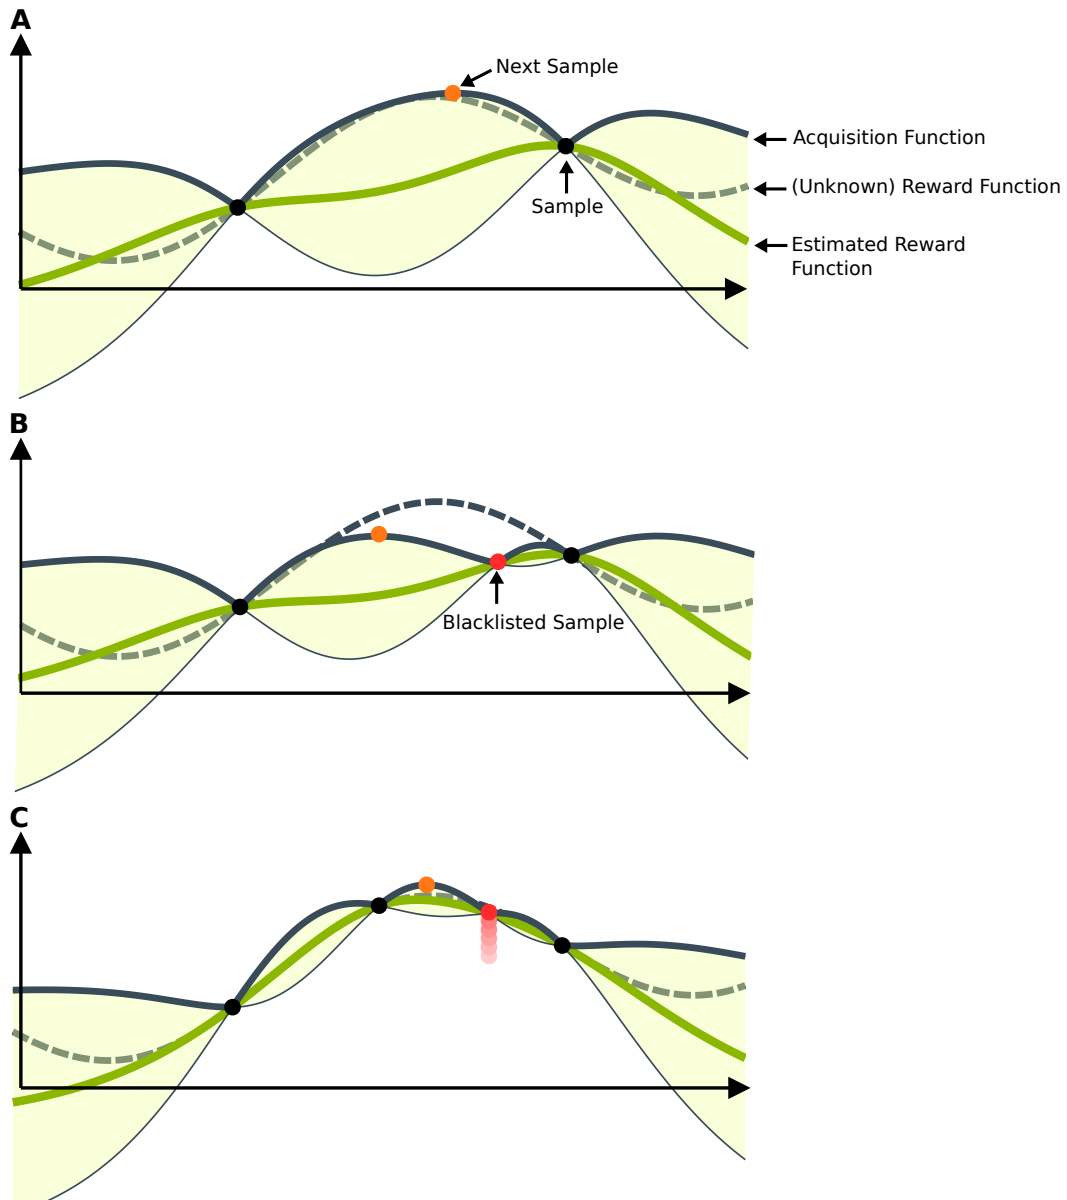 A
Next Sample
Acquisition Function
(Unknown) Reward Function
Sample
Estimated Reward
Function
B
Blacklisted Sample
C